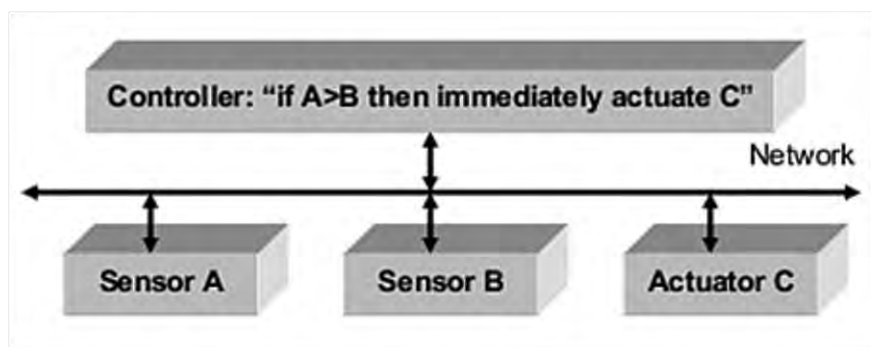 Controller: “if A>B then immediately actuate C”
Network
Sensor A
Sensor B
Actuator C